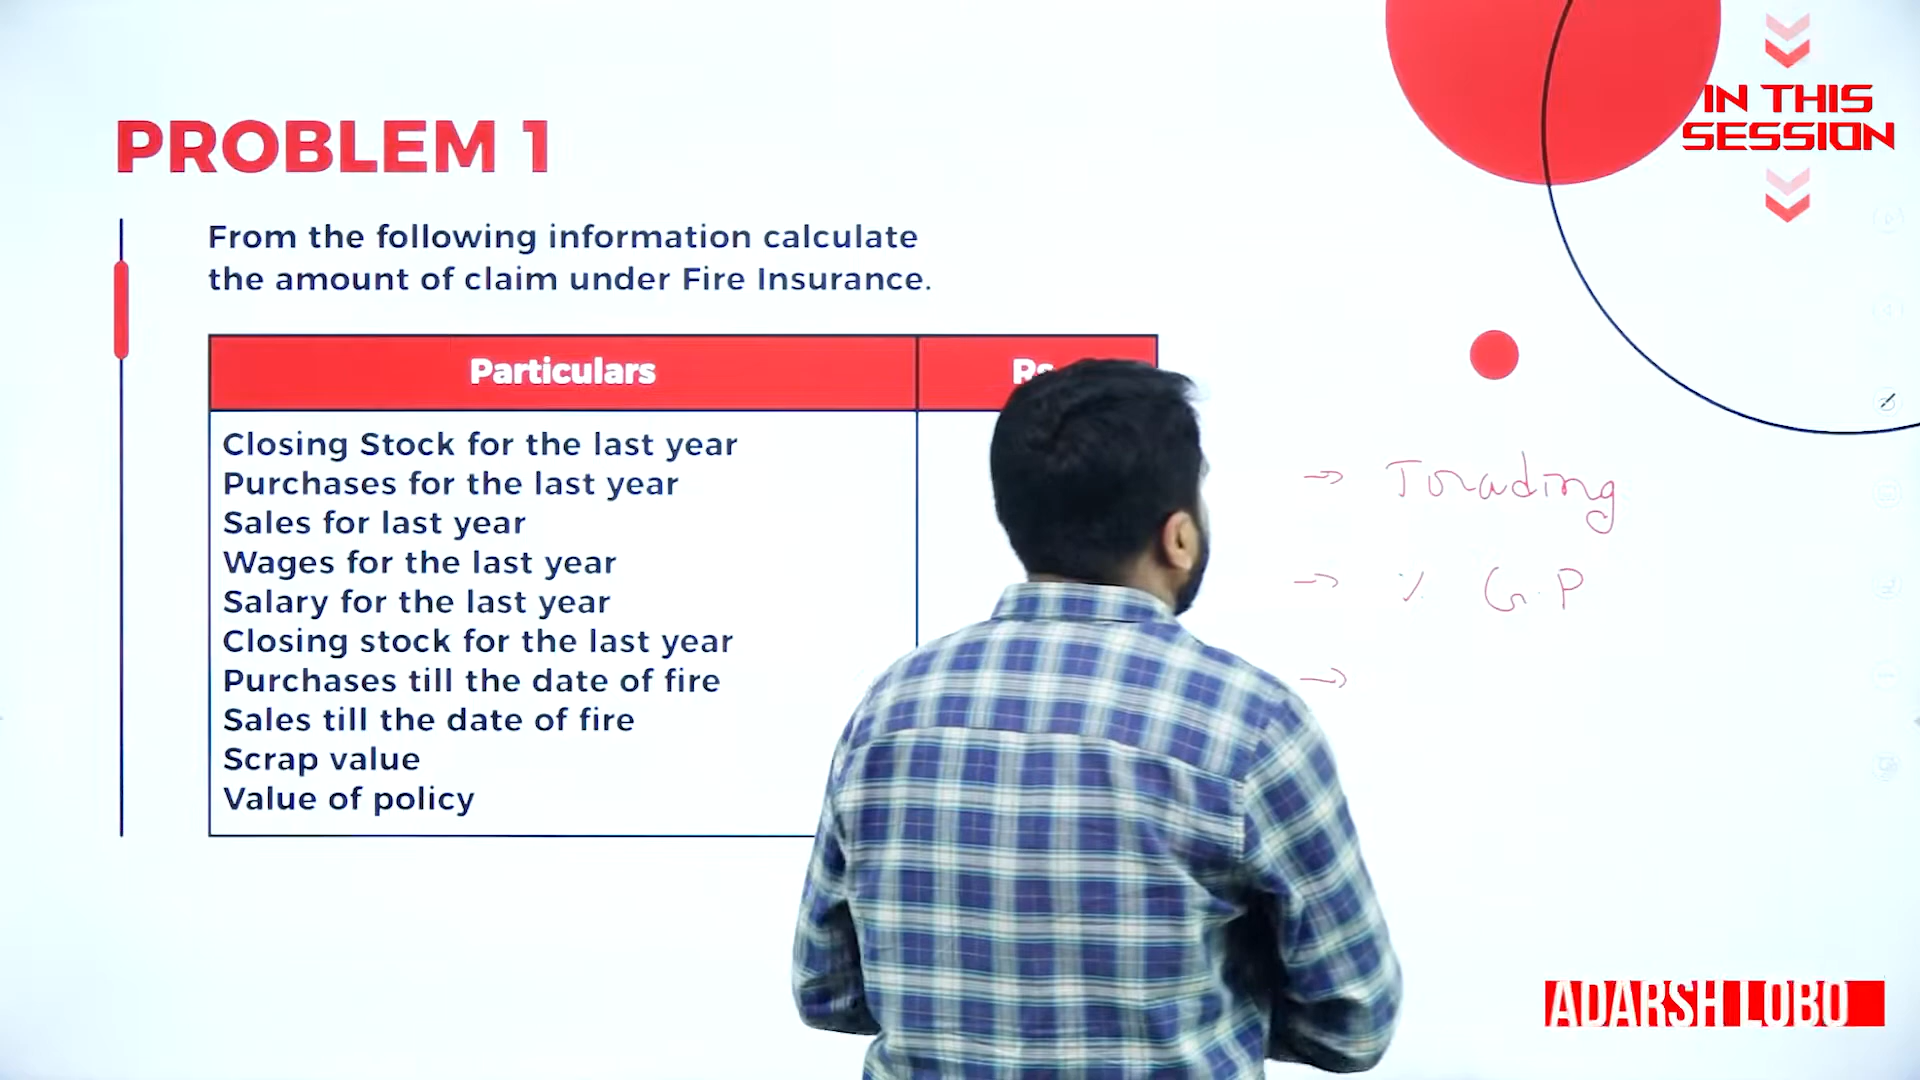 IN THIS
SESSION
PROBLEM 1
From the following information calculate
the amount of claim under Fire Insurance.
Particulars
Rs
Closing Stock for the last year
Purchases for the last year
Sales for last year
Wages for the last year
Salary for the last year
Closing stock for the last year
Purchases till the date of fire
Sales till the date of fire
Scrap value
Value of policy
→ Trading
→ % G.P
→
ADARSH LOBO